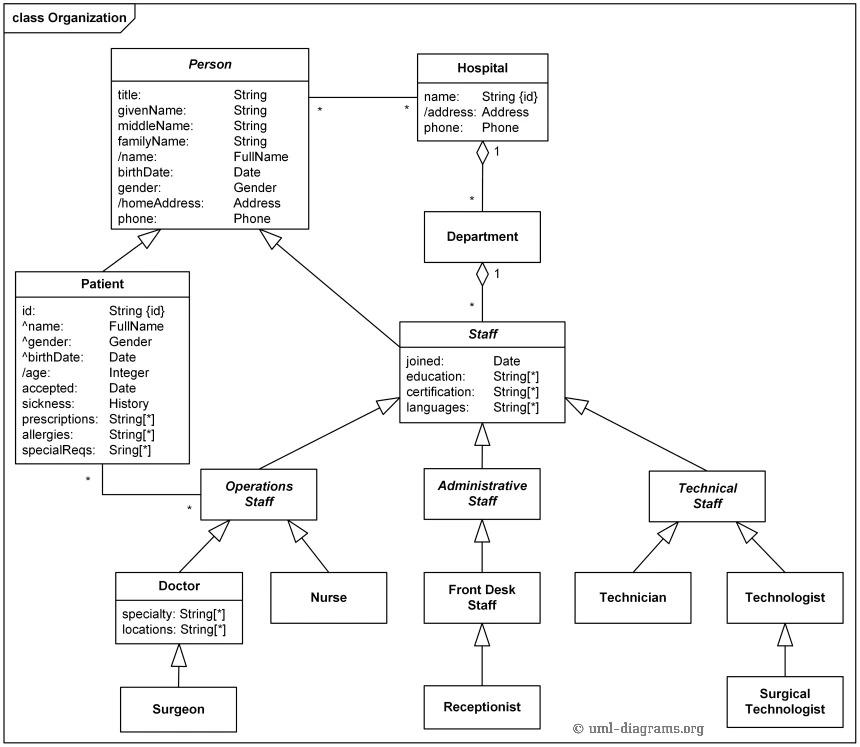 class Organization
Person
title: String
givenName: String
middleName: String
familyName: String
/name: FullName
birthDate: Date
gender: Gender
/homeAddress: Address
phone: Phone
* *
Hospital
name: String {id}
/address: Address
phone: Phone
1
*
Department
1
*
Patient
id: String {id}
^name: FullName
^gender: Gender
^birthDate: Date
/age: Integer
accepted: Date
sickness: History
prescriptions: String[*]
allergies: String[*]
specialReqs: Sring[*]
*
*
Staff
joined: Date
education: String[*]
certification: String[*]
languages: String[*]
Operations
Staff
Administrative
Staff
Technical
Staff
Doctor
specialty: String[*]
locations: String[*]
Nurse
Front Desk
Staff
Technician
Technologist
Surgeon
Receptionist
Surgical
Technologist
© uml-diagrams.org